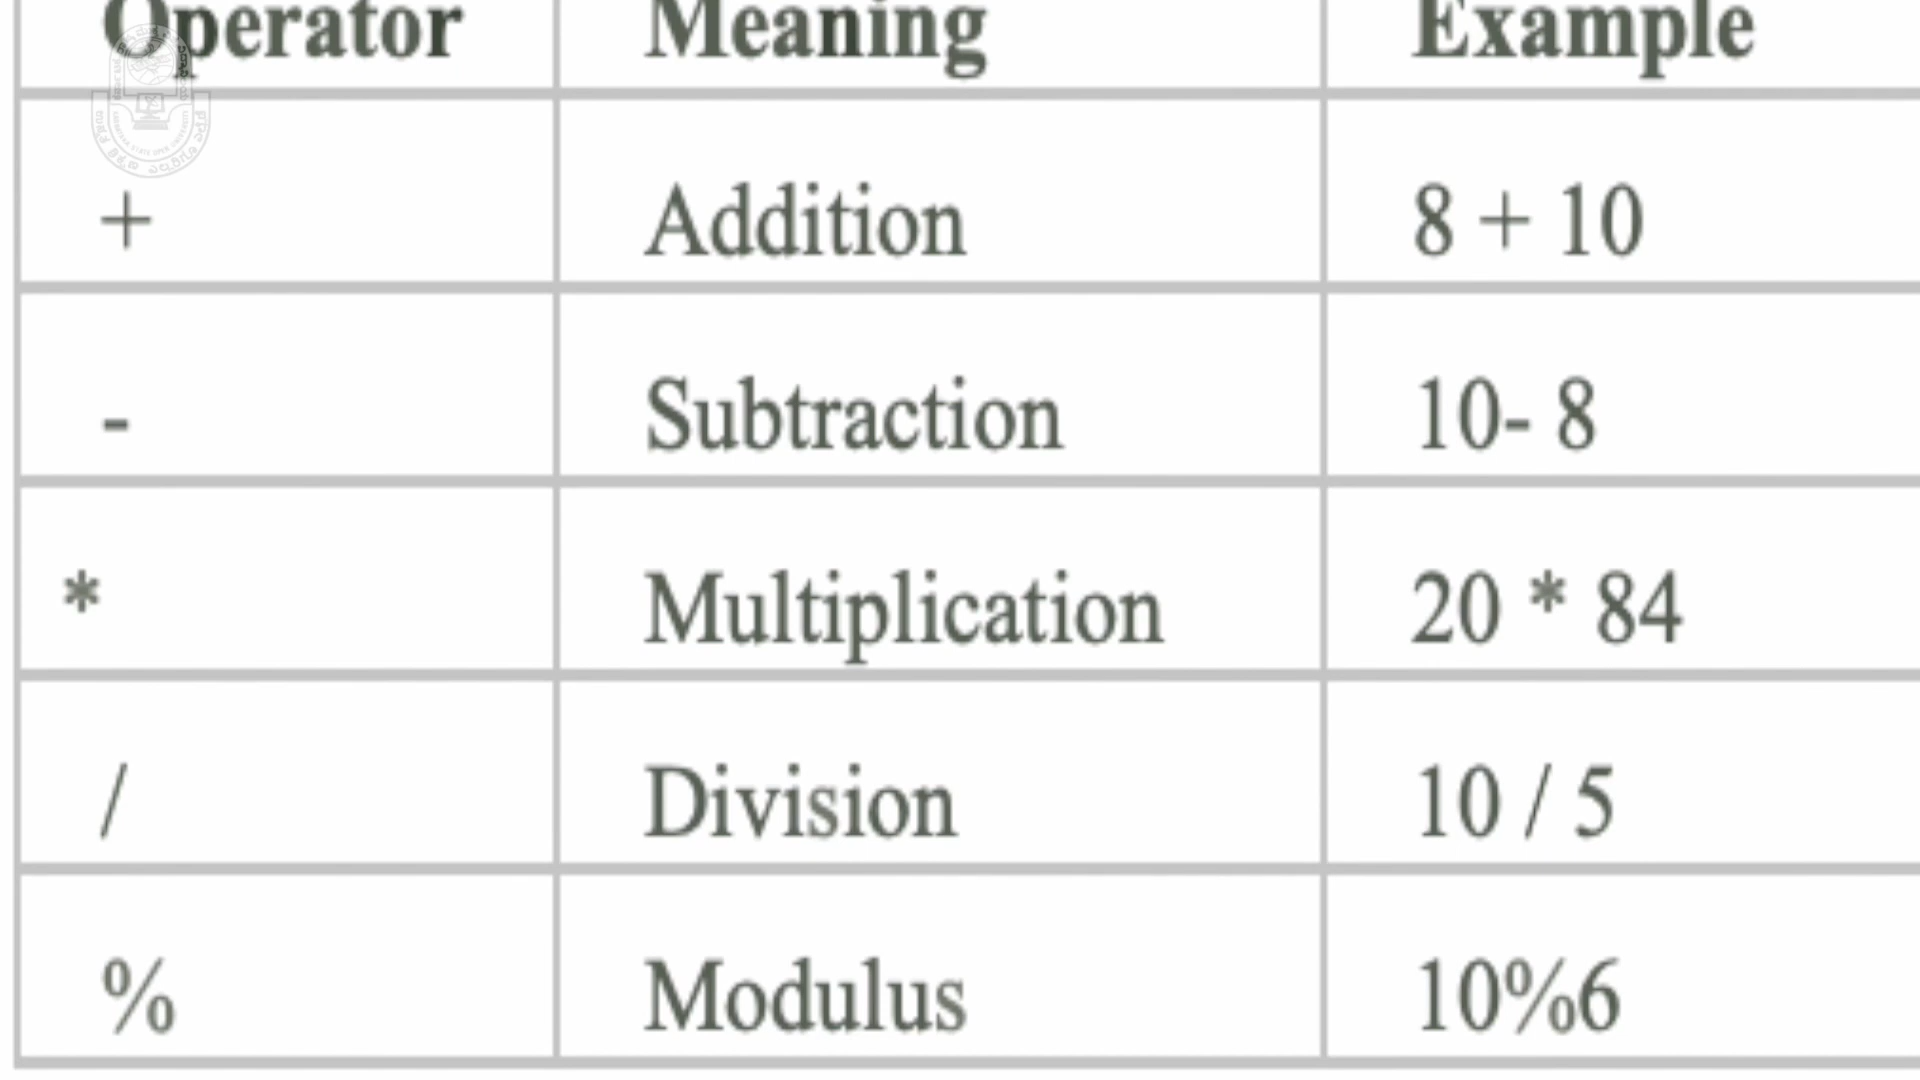 Operator Meaning Example
+ Addition 8 + 10
- Subtraction 10- 8
* Multiplication 20 * 84
/ Division 10 / 5
% Modulus 10%6